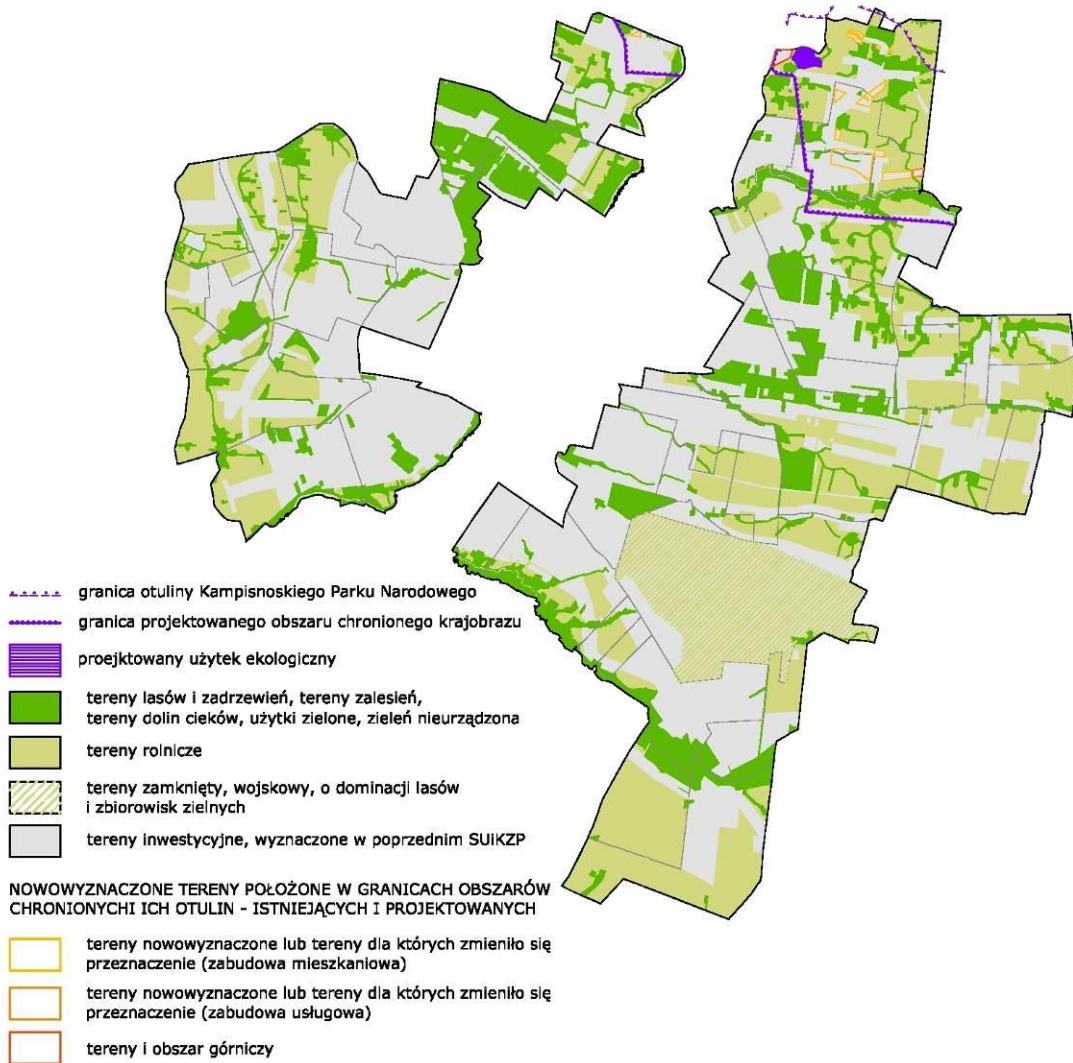 granica otuliny Kampisnoskiego Parku Narodowego
granica projektowanego obszaru chronionego krajobrazu
proejktowany użytek ekologiczny
tereny lasów i zadrzewień, tereny zalesień,
tereny dolin cieków, użytki zielone, zieleń nieurządzona
tereny rolnicze
tereny zamknięty, wojskowy, o dominacji lasów
i zbiorowisk zielnych
tereny inwestycyjne, wyznaczone w poprzednim SUiKZP
NOWOWYZNACZONE TERENY POŁOŻONE W GRANICACH OBSZARÓW
CHRONIONYCHI ICH OTULIN - ISTNIEJĄCYCH I PROJEKTOWANYCH
tereny nowowyznaczone lub tereny dla których zmieniło się
przeznaczenie (zabudowa mieszkaniowa)
tereny nowowyznaczone lub tereny dla których zmieniło się
przeznaczenie (zabudowa usługowa)
tereny i obszar górniczy